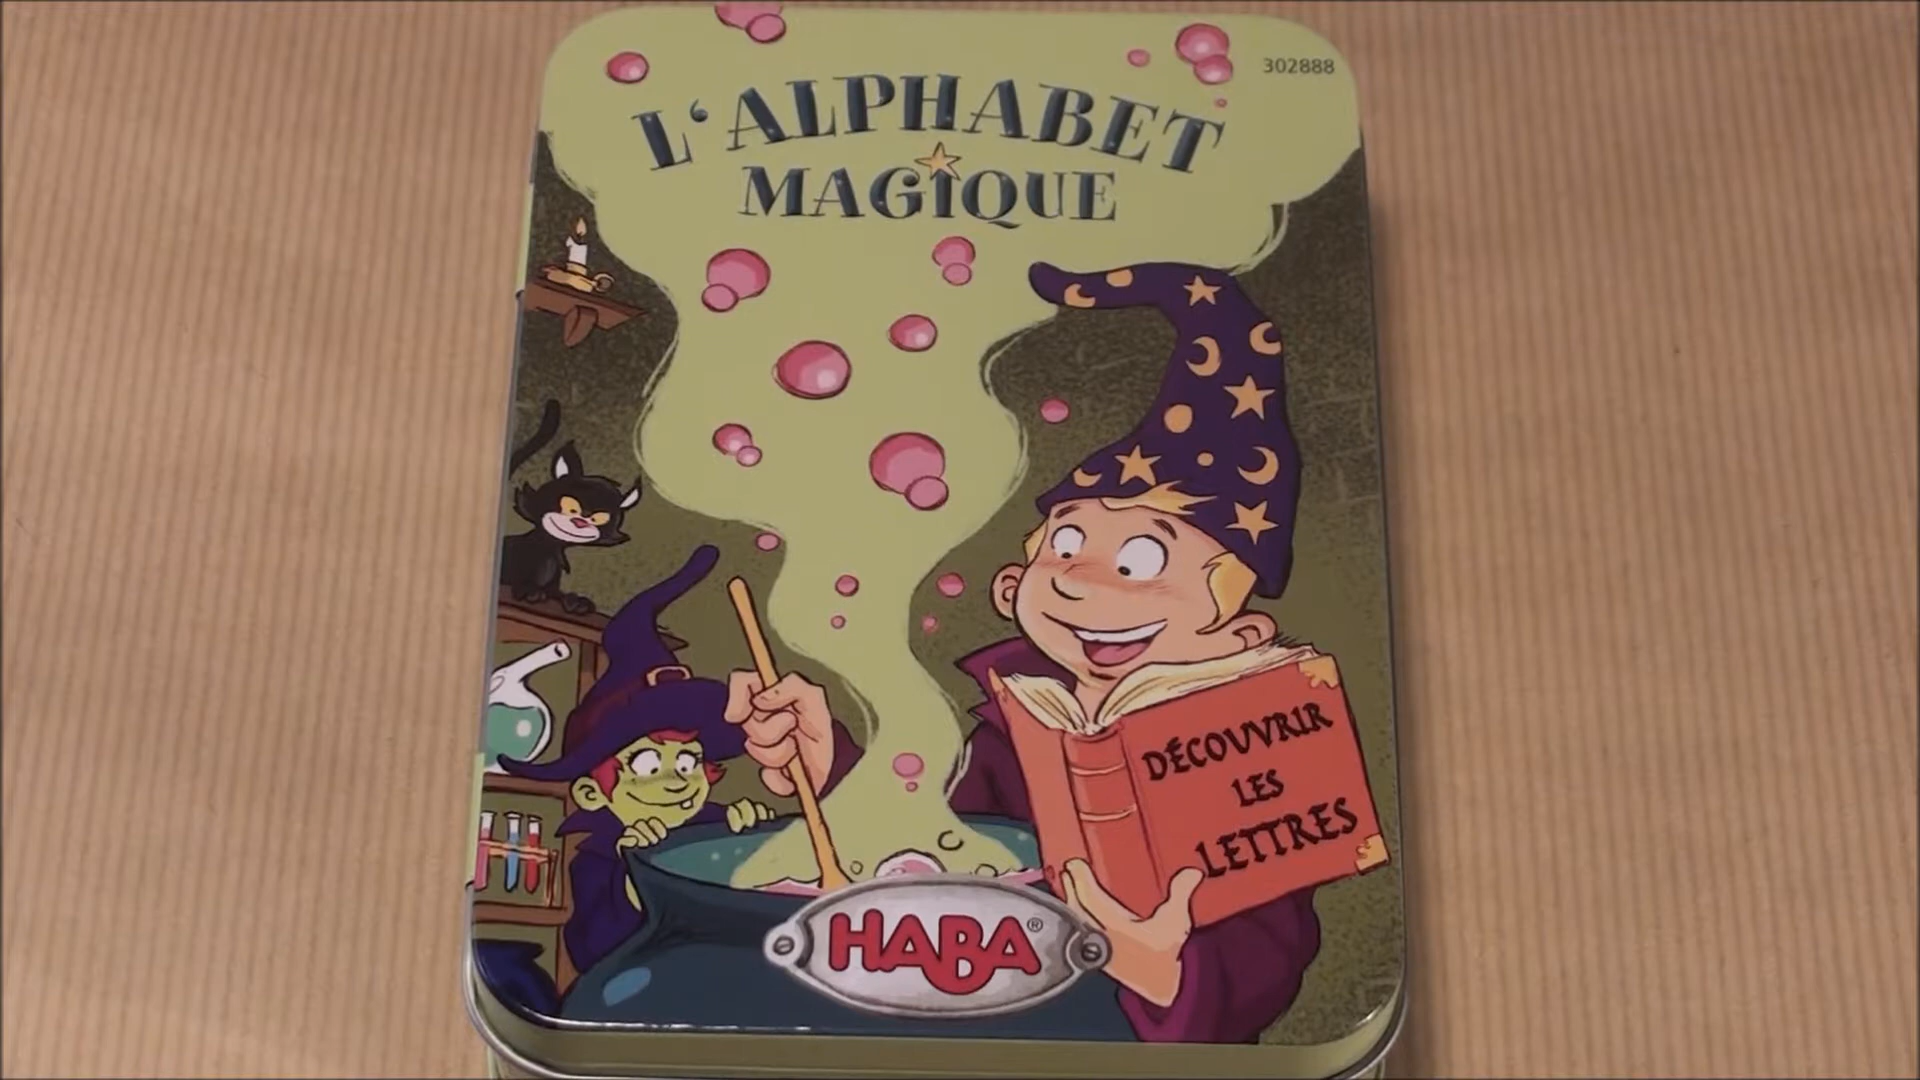 302888
L'ALPHABET
MAGIQUE
DÉCOUVRIR
LES
LETTRES
HABA®